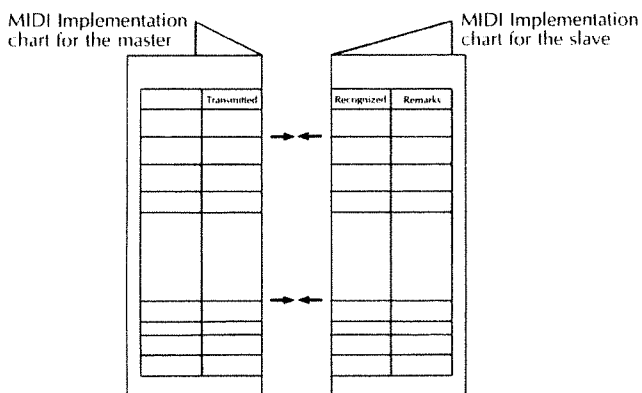 MIDI Implementation
chart for the master
MIDI Implementation
chart for the slave
Transmitted
Recognized Remarks